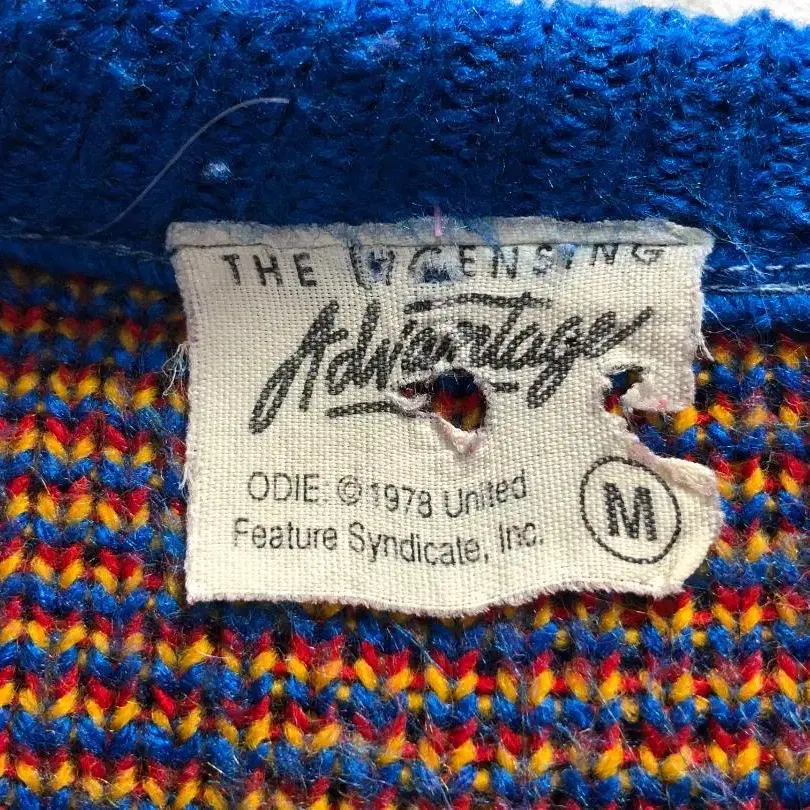 THE LICENSING
Advantage
ODIE: © 1978 United
Feature Syndicate, Inc.
M